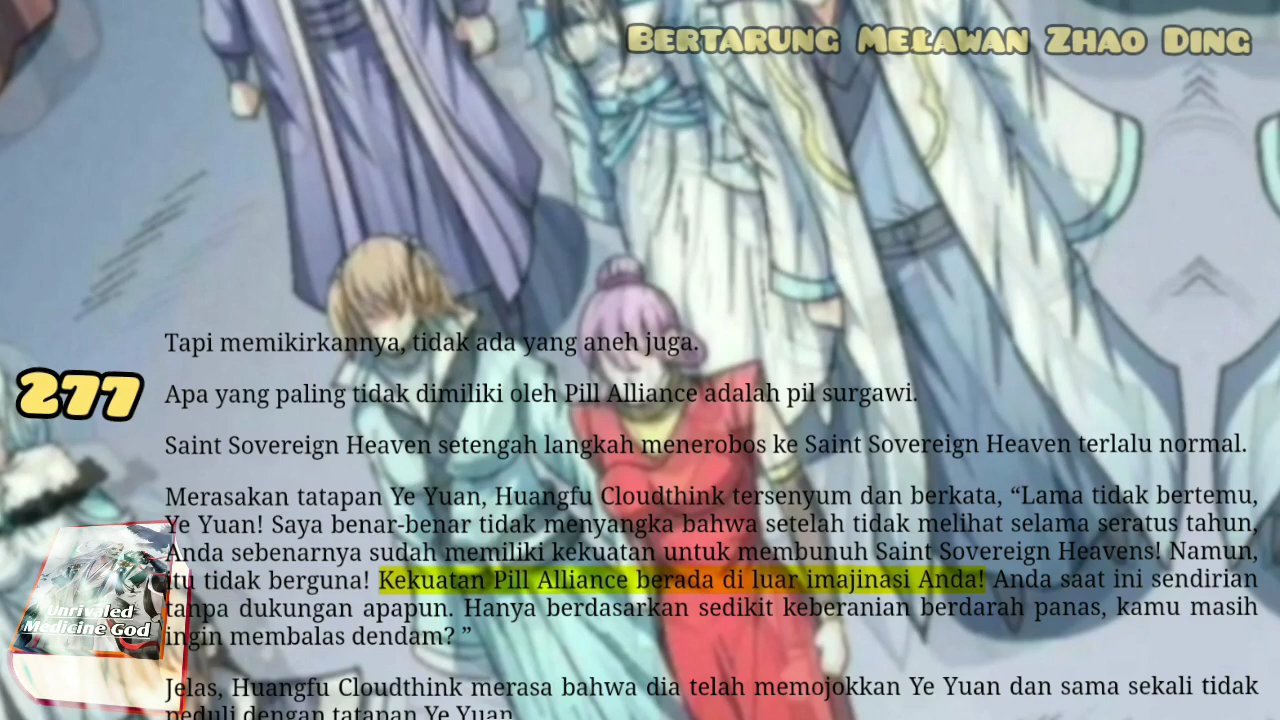 Bertarung Melawan Zhao Ding
Tapi memikirkannya, tidak ada yang aneh juga.
277
Apa yang paling tidak dimiliki oleh Pill Alliance adalah pil surgawi.
Saint Sovereign Heaven setengah langkah menerobos ke Saint Sovereign Heaven terlalu normal.
Merasakan tatapan Ye Yuan, Huangfu Cloudthink tersenyum dan berkata, “Lama tidak bertemu,
Ye Yuan! Saya benar-benar tidak menyangka bahwa setelah tidak melihat selama seratus tahun,
Anda sebenarnya sudah memiliki kekuatan untuk membunuh Saint Sovereign Heavens! Namun,
itu tidak berguna! Kekuatan Pill Alliance berada di luar imajinasi Anda! Anda saat ini sendirian
tanpa dukungan apapun. Hanya berdasarkan sedikit keberanian berdarah panas, kamu masih
ingin membalas dendam? ”
Unrivaled
Medicine God
Jelas, Huangfu Cloudthink merasa bahwa dia telah memojokkan Ye Yuan dan sama sekali tidak
peduli dengan tatapan Ye Yuan.